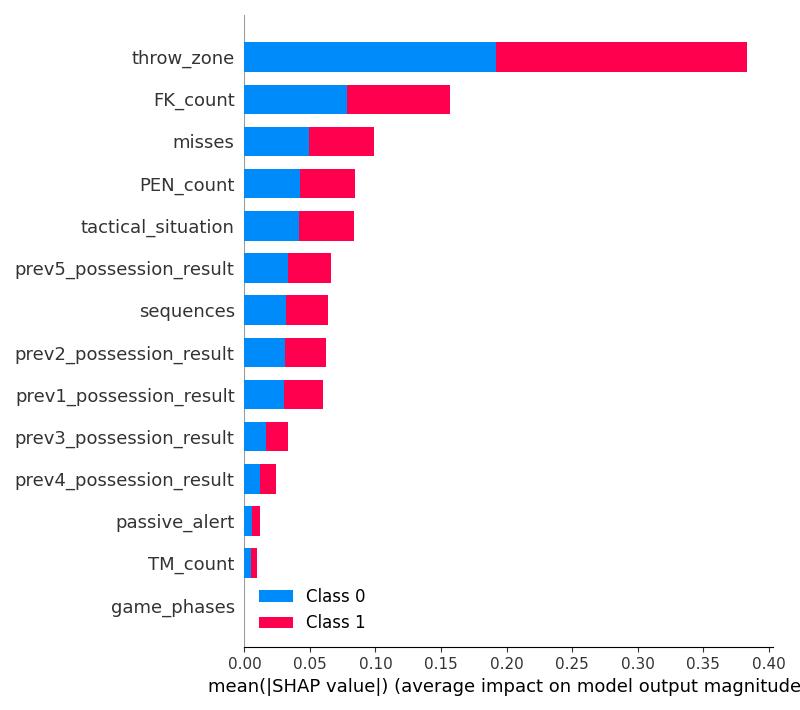 throw_zone
FK_count
misses
PEN_count
tactical_situation
prev5_possession_result
sequences
prev2_possession_result
prev1_possession_result
prev3_possession_result
prev4_possession_result
passive_alert
TM_count
game_phases
Class 0
Class 1
0.00 0.05 0.10 0.15 0.20 0.25 0.30 0.35 0.40
mean(|SHAP value|) (average impact on model output magnitude